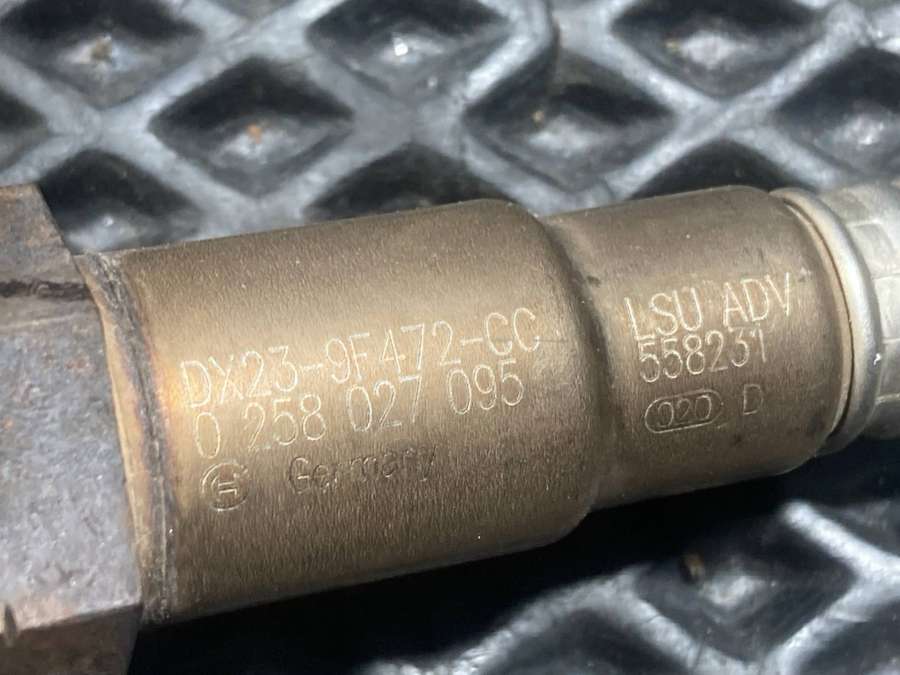 DX23-9F472-CC
0 258 027 095
Germany
LSU ADV
558231
020 D